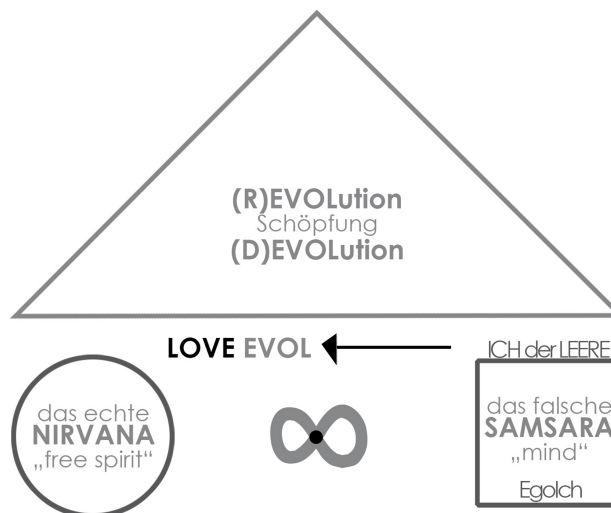 (R)EVOLution
Schöpfung
(D)EVOLution
LOVE EVOL
ICH der LEERE
das echte
NIRVANA
„free spirit“
das falsche
SAMSARA
„mind“
EgoIch